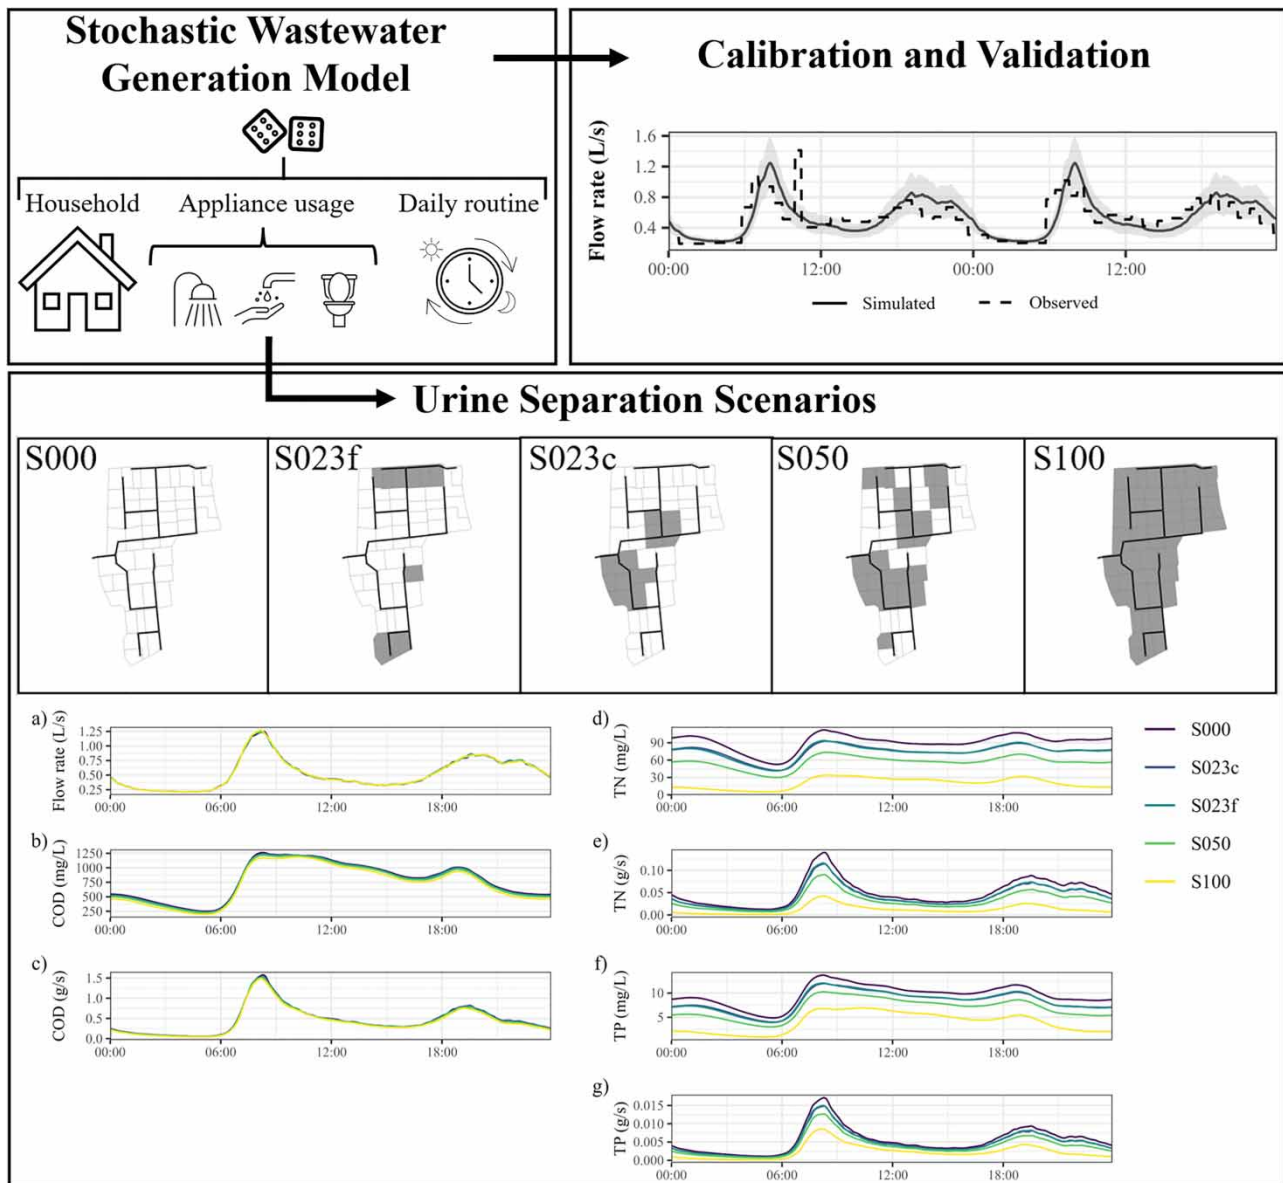 Stochastic Wastewater
Generation Model
Household
Appliance usage
Daily routine
Calibration and Validation
Flow rate (L/s)
1.6
1.2
0.8
0.4
00:00
12:00
00:00
12:00
Simulated
Observed
Urine Separation Scenarios
S000
S023f
S023c
S050
S100
a)
Flow rate (L/s)
1.25
1.00
0.75
0.50
0.25
00:00
06:00
12:00
18:00
b)
COD (mg/L)
1250
1000
750
500
250
00:00
06:00
12:00
18:00
c)
COD (g/s)
1.5
1.0
0.5
0.0
00:00
06:00
12:00
18:00
d)
TN (mg/L)
90
60
30
0
00:00
06:00
12:00
18:00
e)
TN (g/s)
0.10
0.05
0.00
00:00
06:00
12:00
18:00
f)
TP (mg/L)
10
5
00:00
06:00
12:00
18:00
g)
TP (g/s)
0.015
0.010
0.005
0.000
00:00
06:00
12:00
18:00
S000
S023c
S023f
S050
S100